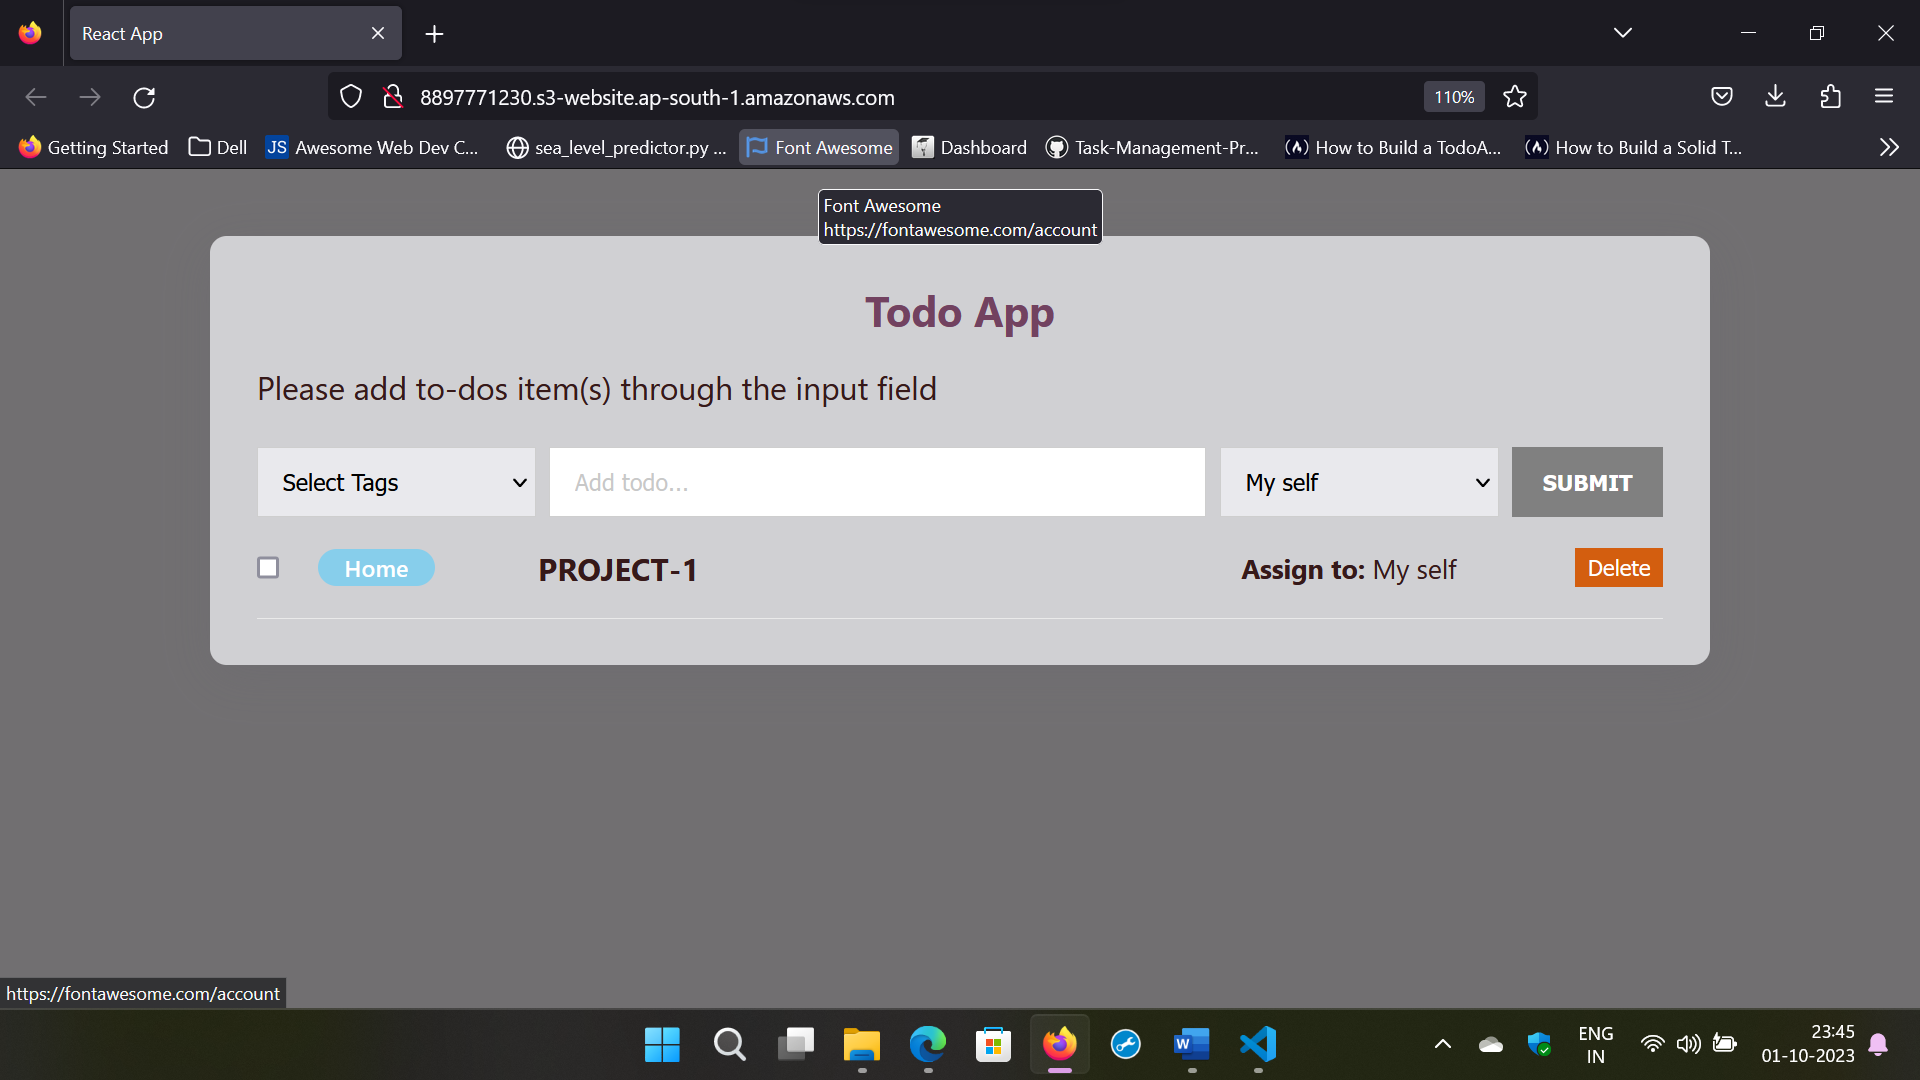 React App
8897771230.s3-website.ap-south-1.amazonaws.com
110%
Getting Started
Dell
JS
Awesome Web Dev C...
sea_level_predictor.py ...
Font Awesome
Dashboard
Task-Management-Pr...
How to Build a TodoA...
How to Build a Solid T...
Font Awesome
https://fontawesome.com/account
Todo App
Please add to-dos item(s) through the input field
Select Tags
Add todo...
My self
SUBMIT
Home
PROJECT-1
Assign to: My self
Delete
https://fontawesome.com/account
W
ENG
IN
23:45
01-10-2023